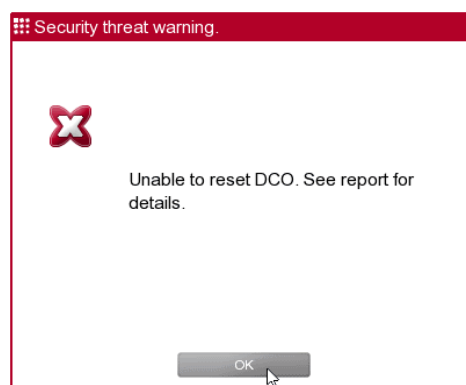 Security threat warning.
Unable to reset DCO. See report for
details.
OK